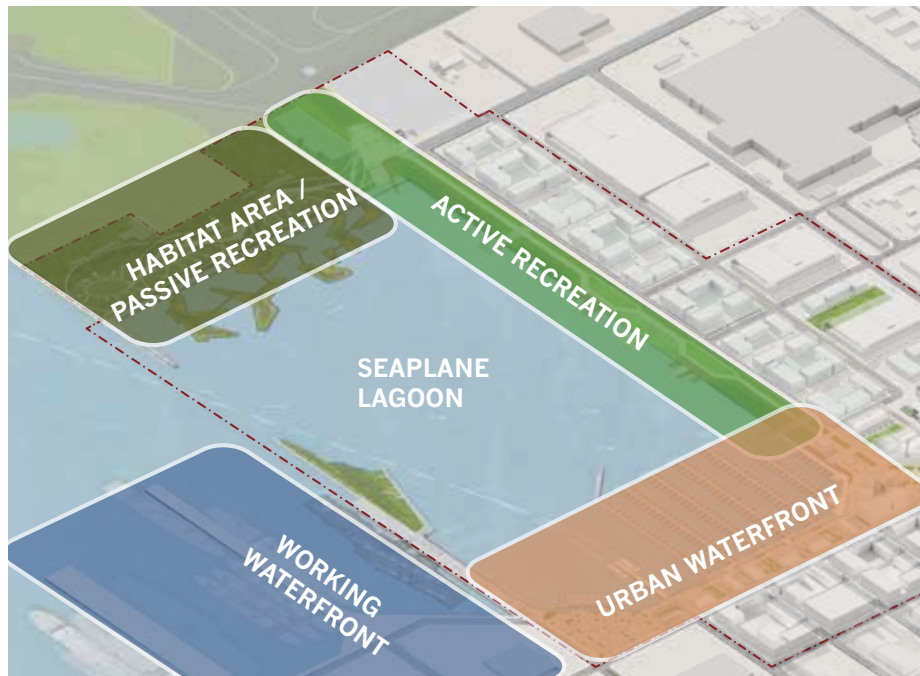 HABITAT AREA /
PASSIVE RECREATION
ACTIVE RECREATION
SEAPLANE
LAGOON
WORKING
WATERFRONT
URBAN WATERFRONT